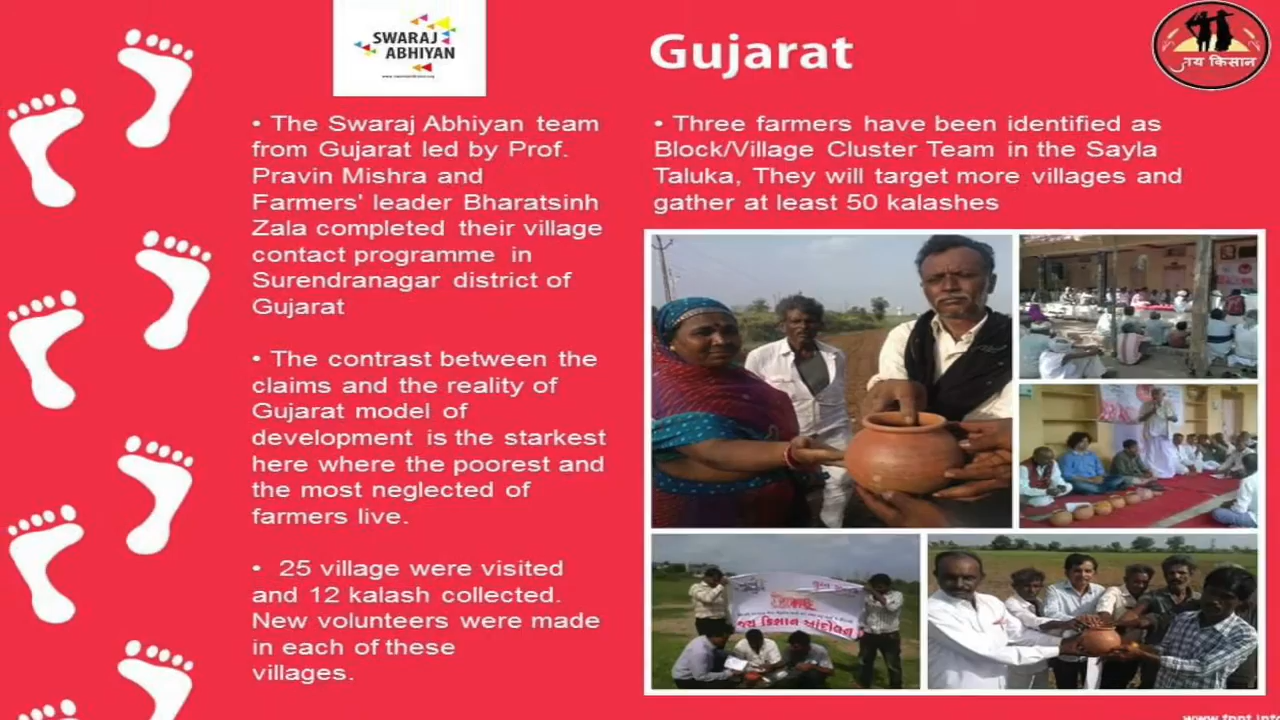 SWARAJ
ABHIYAN
Gujarat
जय किसान
• The Swaraj Abhiyan team
from Gujarat led by Prof.
Pravin Mishra and
Farmers' leader Bharatsinh
Zala completed their village
contact programme in
Surendranagar district of
Gujarat
• The contrast between the
claims and the reality of
Gujarat model of
development is the starkest
here where the poorest and
the most neglected of
farmers live.
• 25 village were visited
and 12 kalash collected.
New volunteers were made
in each of these
villages.
• Three farmers have been identified as
Block/Village Cluster Team in the Sayla
Taluka, They will target more villages and
gather at least 50 kalashes
જય કિસાન આંદોલન